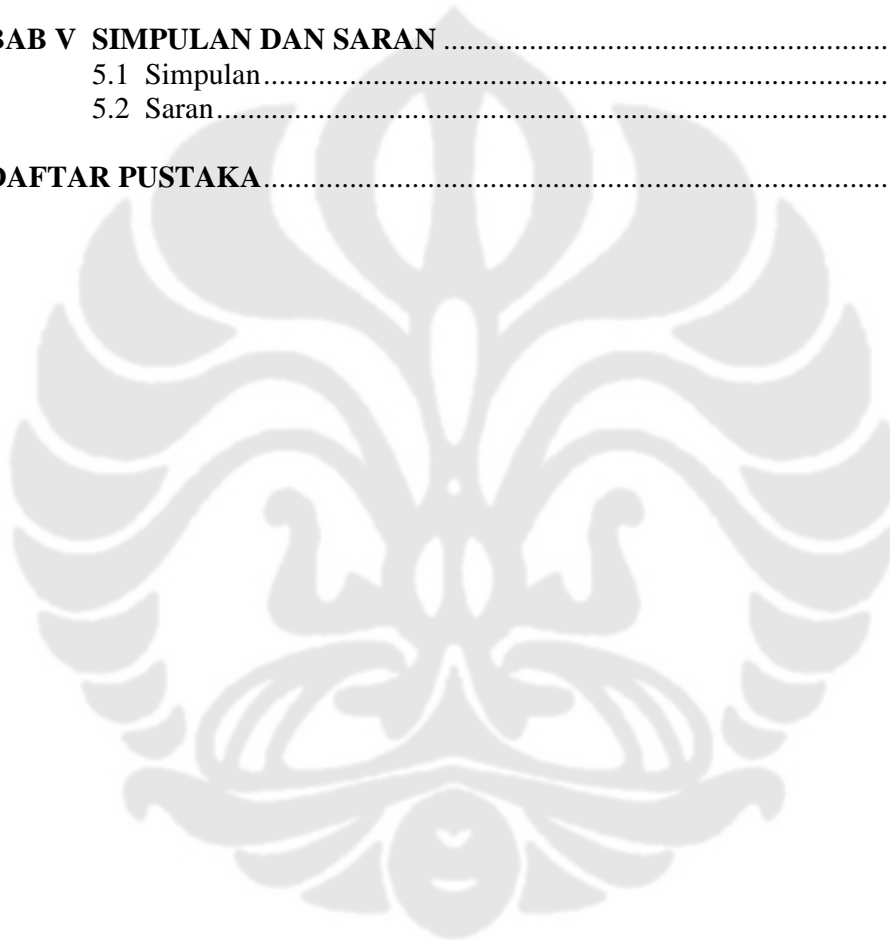 BAB V SIMPULAN DAN SARAN ........................................................
5.1 Simpulan................................................................................
5.2 Saran......................................................................................
DAFTAR PUSTAKA................................................................................